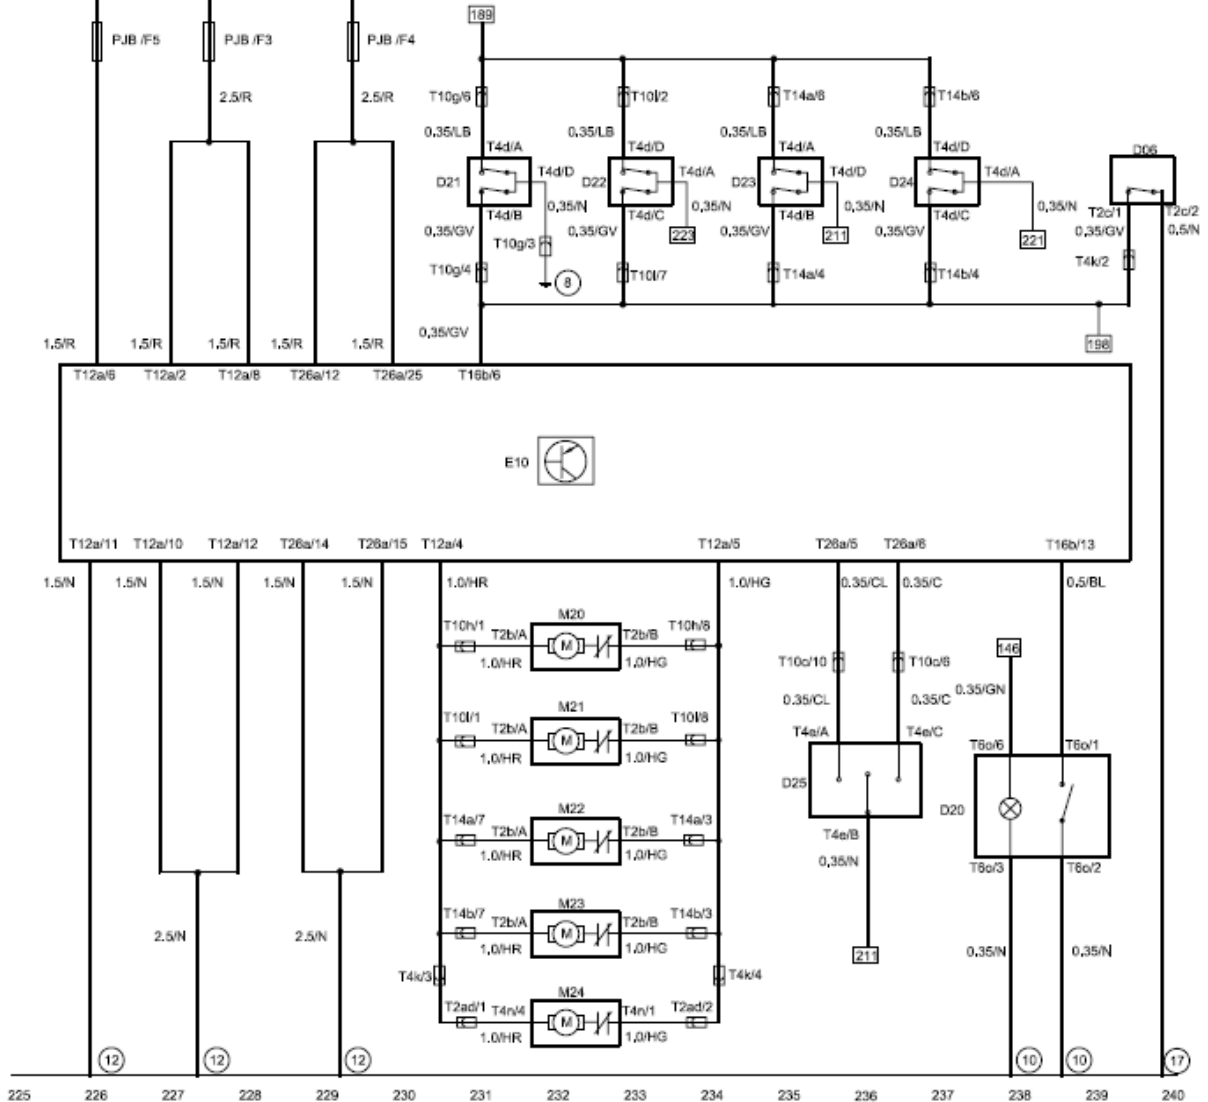 189
PJB /F5 PJB /F3 PJB /F4
2.5/R 2.5/R T10g/6 T10l/2 T14a/6 T14b/6
0.35/LB 0.35/LB 0.35/LB 0.35/LB
T4d/A T4d/D T4d/A T4d/D D06
D21 T4d/D D22 T4d/A D23 T4d/D D24 T4d/A
0,35/N 0,35/N 0,35/N 0,35/N
T4d/B T4d/C T4d/B T4d/C T2c/1 T2c/2
0,35/GV 0,35/GV 0,35/GV 0,35/GV 0,35/GV 0,5/N
223 211 221
T10g/3
T10g/4 T10l/7 T14a/4 T14b/4 T4k/2
8
0,35/GV
1.5/R 1.5/R 1.5/R 1.5/R 1.5/R 198
T12a/6 T12a/2 T12a/8 T26a/12 T26a/25 T16b/6
E10
T12a/11 T12a/10 T12a/12 T26a/14 T26a/15 T12a/4 T12a/5 T26a/5 T26a/6 T16b/13
1.5/N 1.5/N 1.5/N 1.5/N 1.5/N 1.0/HR 1.0/HG 0.35/CL 0.35/C 0.5/BL
M20
T10h/1 T2b/A M T2b/B T10h/8
1.0/HR 1.0/HG
146
T10c/10 T10c/6
0.35/GN
0.35/CL 0.35/C
M21
T10l/1 T2b/A M T2b/B T10l/8
1.0/HR 1.0/HG
T4e/A T4e/C T6o/6 T6o/1
D25 D20
M22
T14a/7 T2b/A M T2b/B T14a/3
1.0/HR 1.0/HG
T4e/B T6o/3 T6o/2
0,35/N
M23
T14b/7 T2b/A M T2b/B T14b/3
1,0/HR 1.0/HG
2.5/N 2.5/N 211 0.35/N 0.35/N
T4k/3 T4k/4
M24
T2ad/1 T4n/4 M T4n/1 T2ad/2
1.0/HR 1,0/HG
12 12 12 10 10 17
225 226 227 228 229 230 231 232 233 234 235 236 237 238 239 240